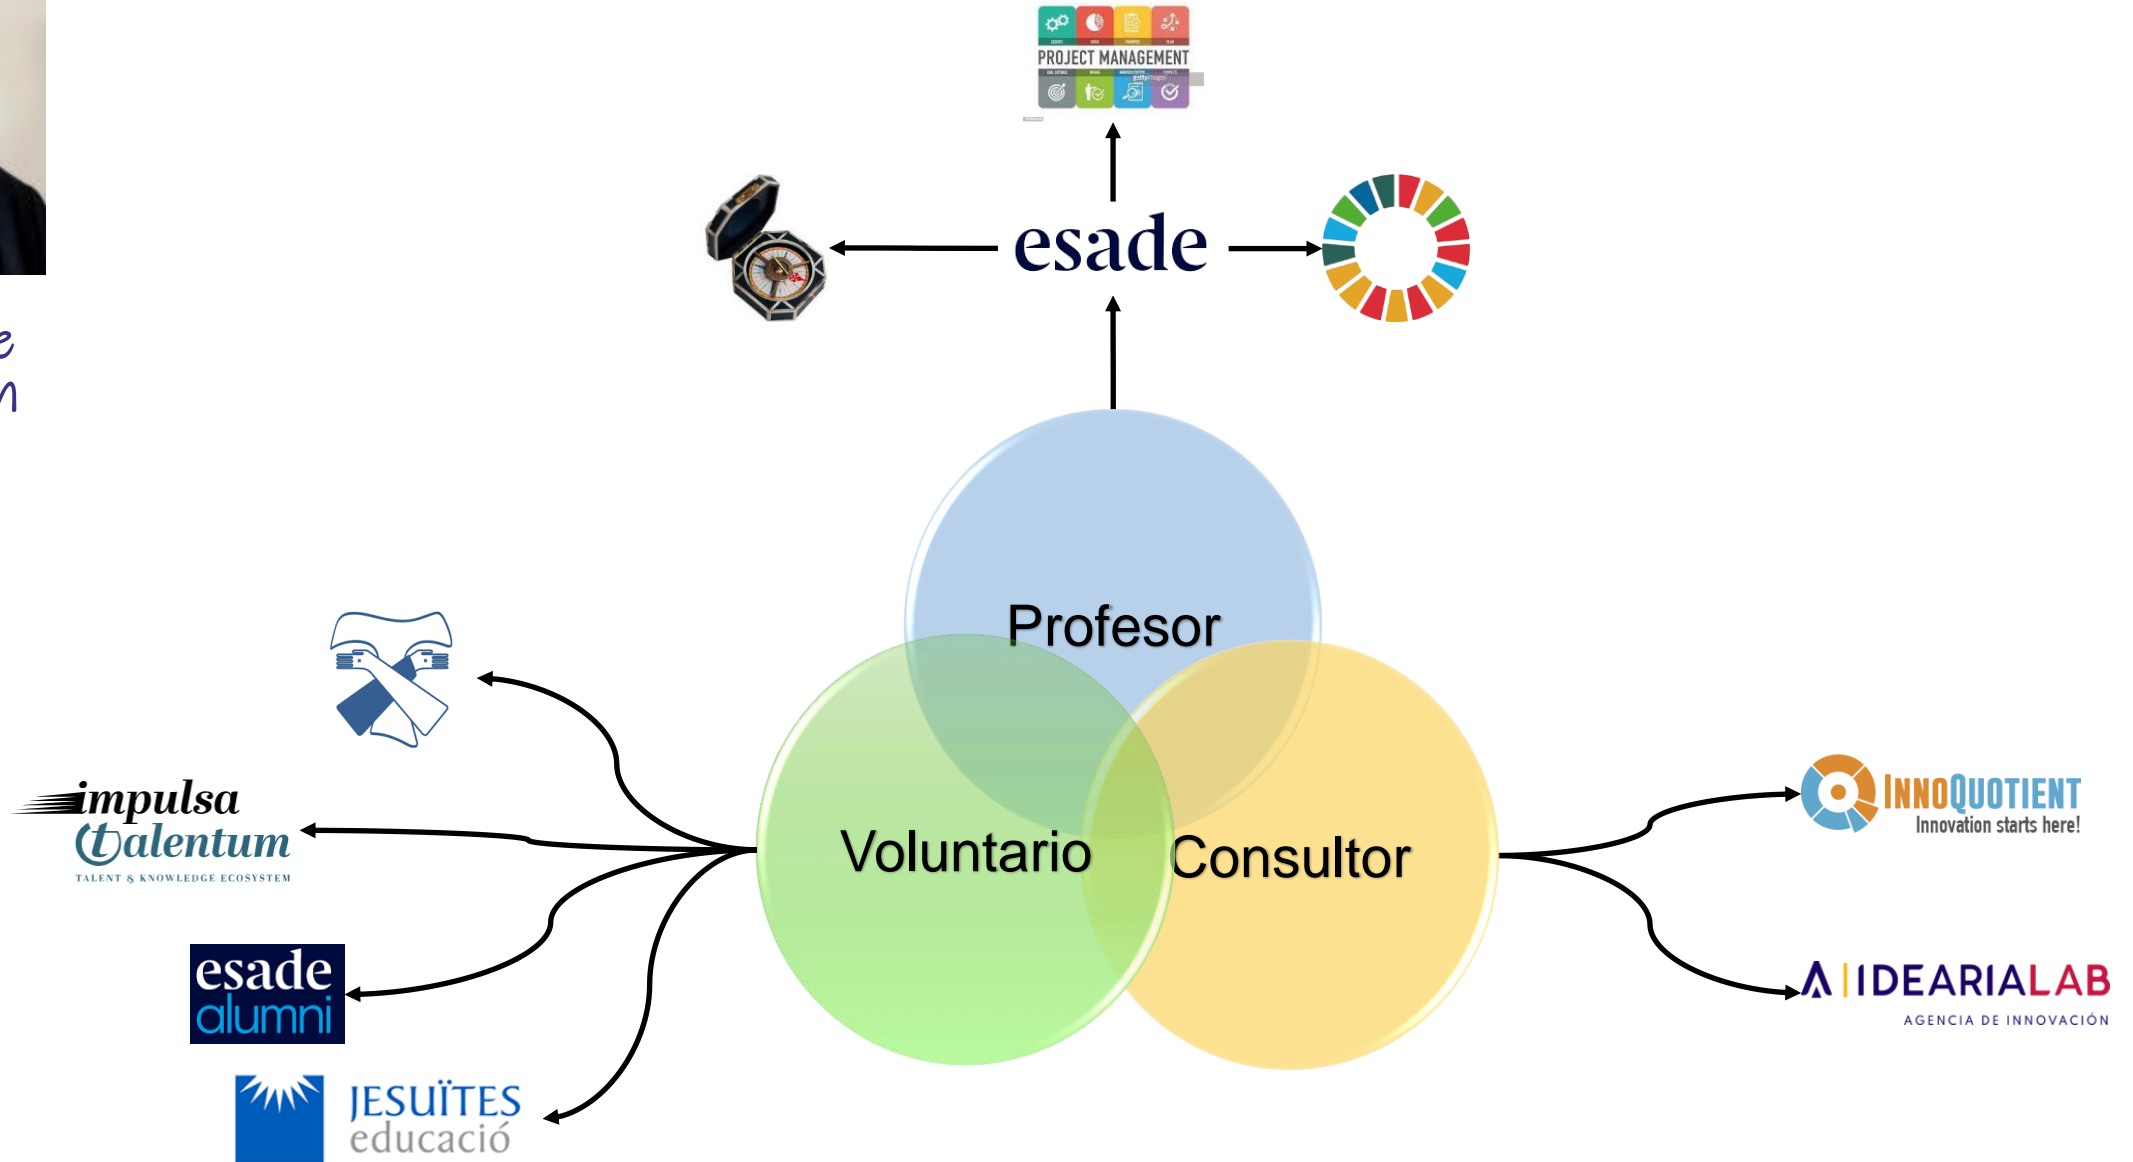 PROJECT MANAGEMENT
gettyimages
esade
e
n
Profesor
Voluntario
Consultor
impulsa
talentum
TALENT & KNOWLEDGE ECOSYSTEM
esade
alumni
JESUÏTES
educació
INNOQUOTIENT
Innovation starts here!
IDEARIALAB
AGENCIA DE INNOVACIÓN